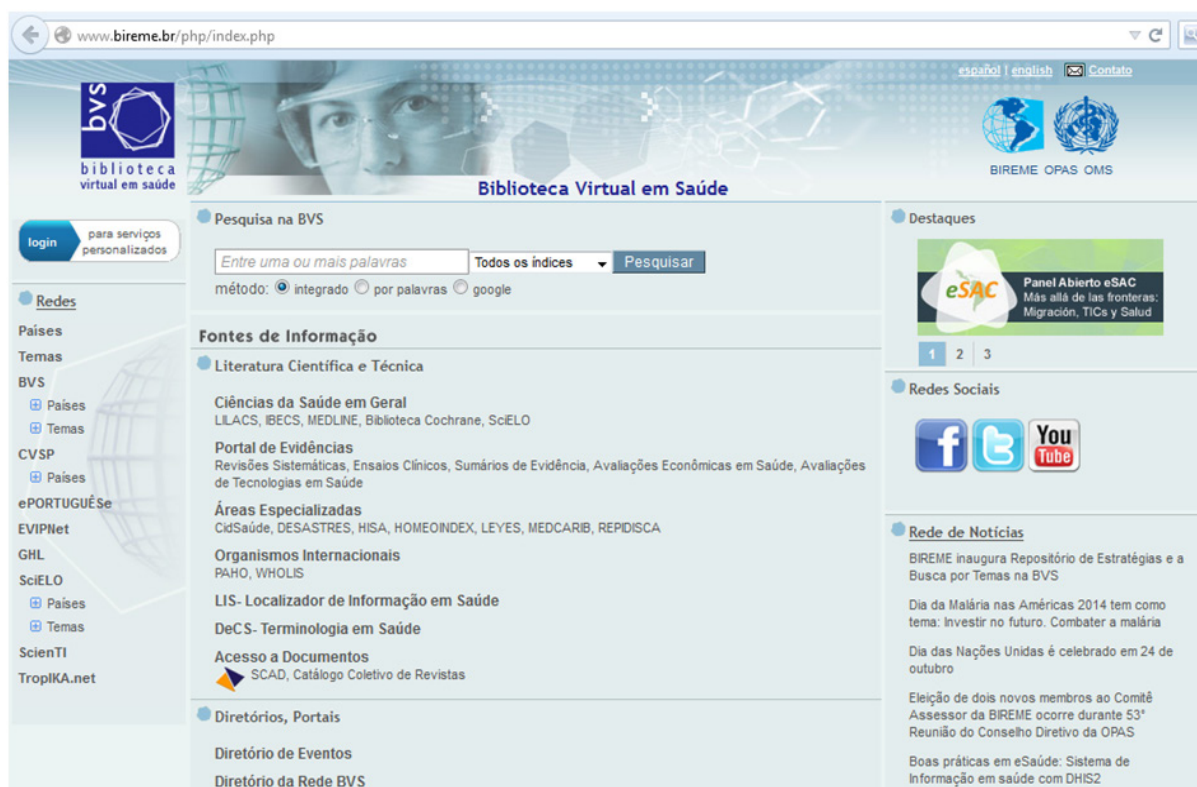 www.bireme.br/php/index.php
español | english Contato
bvs
biblioteca
virtual em saúde
Biblioteca Virtual em Saúde
BIREME OPAS OMS
login
para serviços
personalizados
Redes
Países
Temas
BVS
Países
Temas
CVSP
Países
ePORTUGUÊSe
EVIPNet
GHL
SciELO
Países
Temas
ScienTI
TropIKA.net
Pesquisa na BVS
Entre uma ou mais palavras
Todos os índices
Pesquisar
método: integrado por palavras google
Fontes de Informação
Literatura Científica e Técnica
Ciências da Saúde em Geral
LILACS, IBECS, MEDLINE, Biblioteca Cochrane, SciELO
Portal de Evidências
Revisões Sistemáticas, Ensaios Clínicos, Sumários de Evidência, Avaliações Econômicas em Saúde, Avaliações
de Tecnologias em Saúde
Áreas Especializadas
CidSaúde, DESASTRES, HISA, HOMEOINDEX, LEYES, MEDCARIB, REPIDISCA
Organismos Internacionais
PAHO, WHOLIS
LIS- Localizador de Informação em Saúde
DeCS- Terminologia em Saúde
Acesso a Documentos
SCAD, Catálogo Coletivo de Revistas
Diretórios, Portais
Diretório de Eventos
Diretório da Rede BVS
Destaques
eSAC
Panel Abierto eSAC
Más allá de las fronteras:
Migración, TICs y Salud
1 2 3
Redes Sociais
f
t
You
Tube
Rede de Notícias
BIREME inaugura Repositório de Estratégias e a
Busca por Temas na BVS
Dia da Malária nas Américas 2014 tem como
tema: Investir no futuro. Combater a malária
Dia das Nações Unidas é celebrado em 24 de
outubro
Eleição de dois novos membros ao Comitê
Assessor da BIREME ocorre durante 53°
Reunião do Conselho Diretivo da OPAS
Boas práticas em eSaúde: Sistema de
Informação em saúde com DHIS2